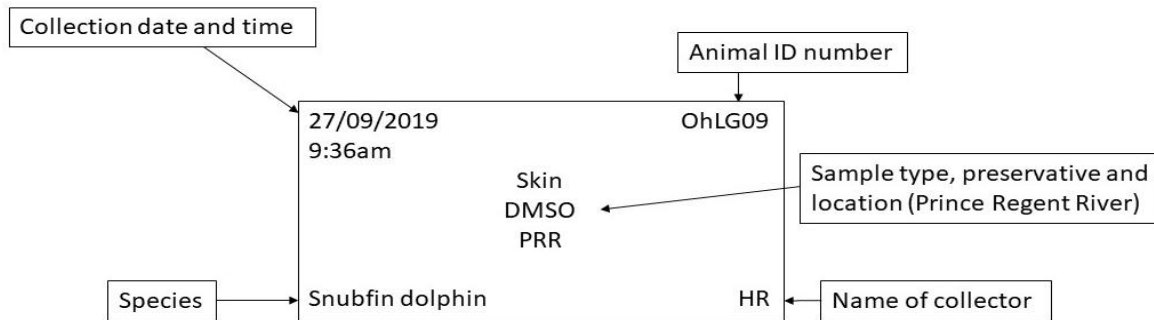 Collection date and time
Animal ID number
27/09/2019
OhLG09
9:36am
Skin
DMSO
PRR
Sample type, preservative and
location (Prince Regent River)
Species
Snubfin dolphin
HR
Name of collector